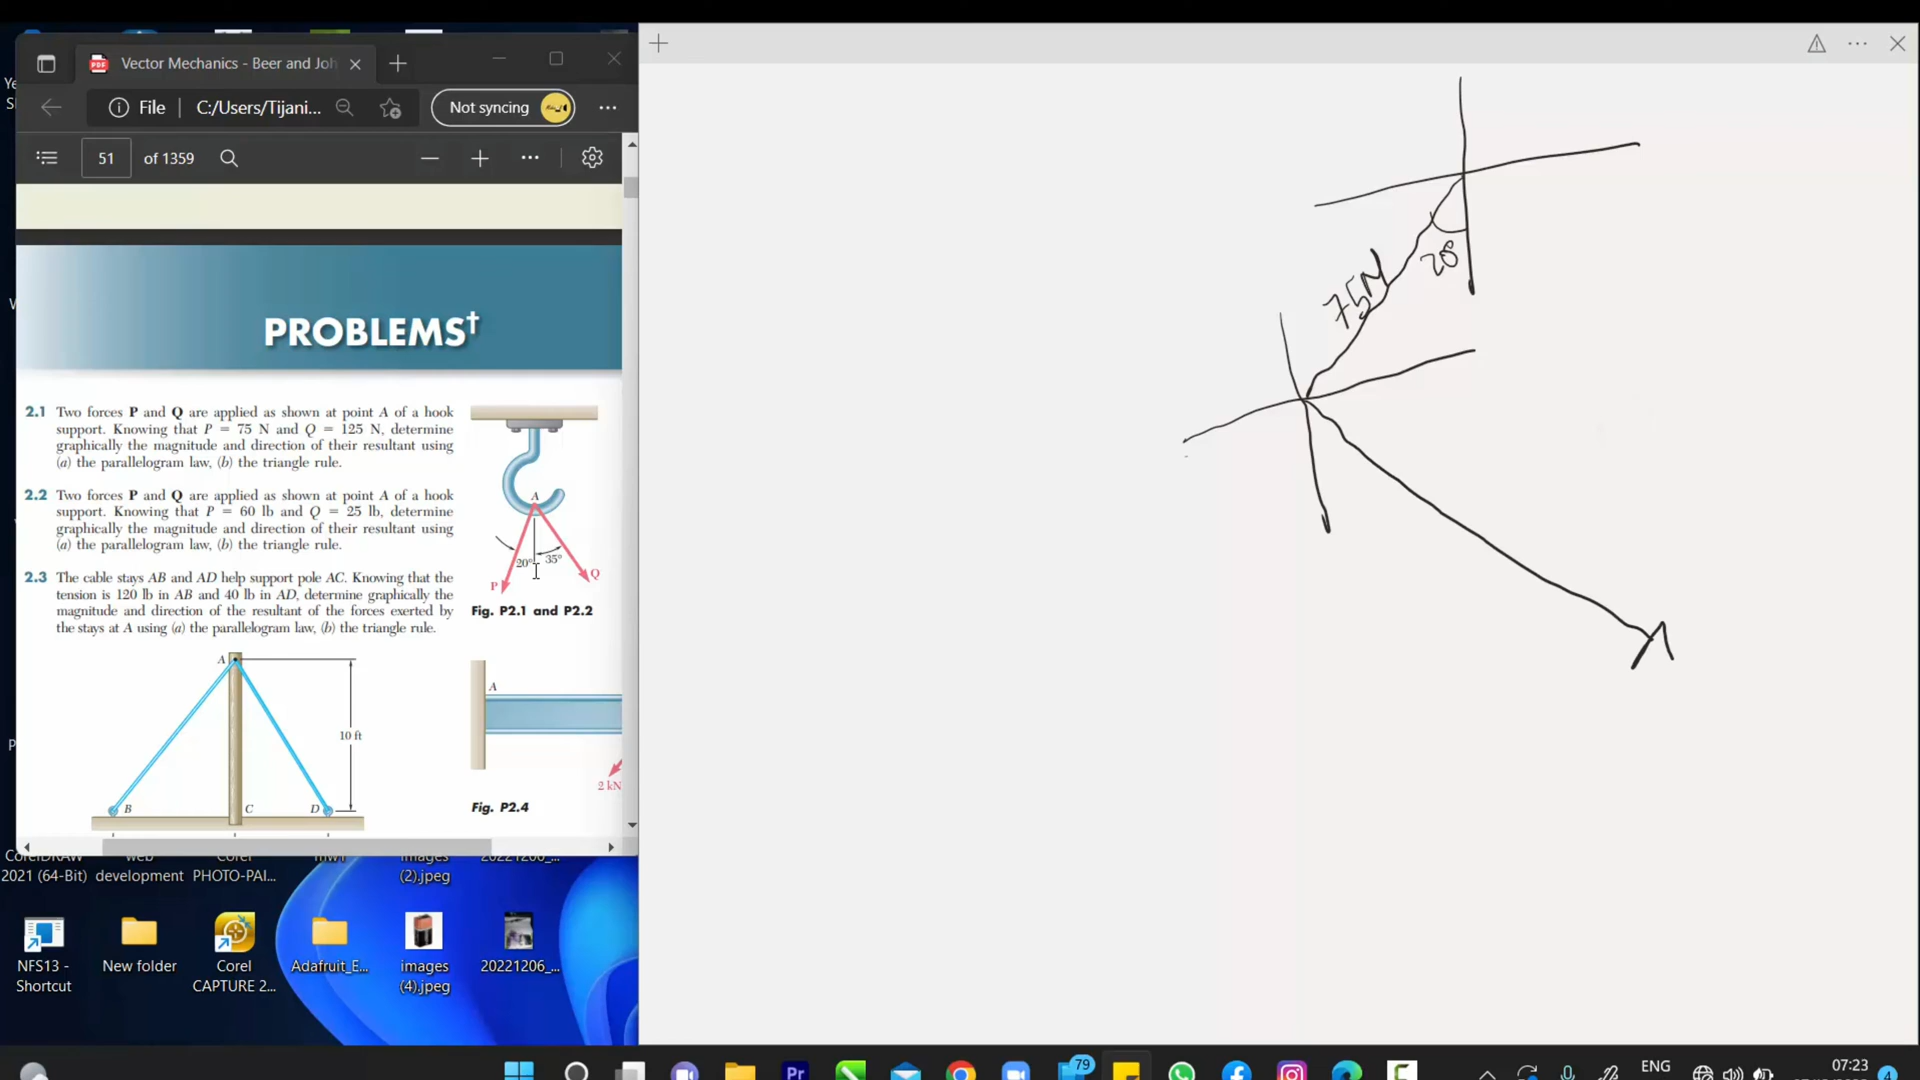 Vector Mechanics - Beer and Joh
File
C:/Users/Tijani...
Not syncing
51
of 1359
PROBLEMS†
2.1 Two forces P and Q are applied as shown at point A of a hook
support. Knowing that P = 75 N and Q = 125 N, determine
graphically the magnitude and direction of their resultant using
(a) the parallelogram law, (b) the triangle rule.
2.2 Two forces P and Q are applied as shown at point A of a hook
support. Knowing that P = 60 lb and Q = 25 lb, determine
graphically the magnitude and direction of their resultant using
(a) the parallelogram law, (b) the triangle rule.
2.3 The cable stays AB and AD help support pole AC. Knowing that the
tension is 120 lb in AB and 40 lb in AD, determine graphically the
magnitude and direction of the resultant of the forces exerted by
the stays at A using (a) the parallelogram law, (b) the triangle rule.
A
20°
35°
P
Q
Fig. P2.1 and P2.2
A
10 ft
B
C
D
A
2 kN
Fig. P2.4
75N
20°
CorelDRAW
2021 (64-Bit)
web
development
Corel
PHOTO-PAI...
images
(2).jpeg
20221206_...
NFS13 -
Shortcut
New folder
Corel
CAPTURE 2...
Adafruit_E...
images
(4).jpeg
20221206_...
Pr
79
ENG
07:23
4